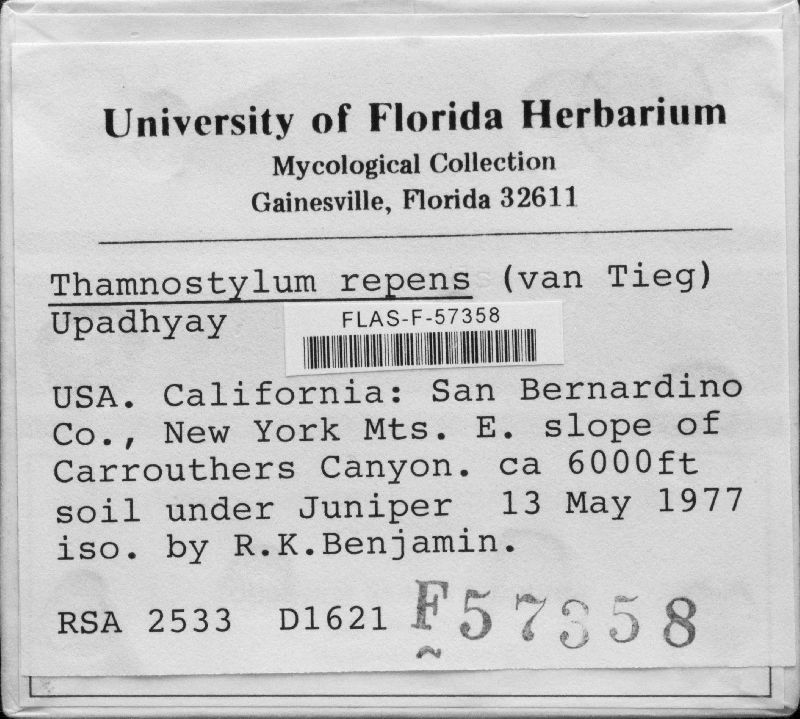 University of Florida Herbarium
Mycological Collection
Gainesville, Florida 32611
Thamnostylum repens (van Tieg)
Upadhyay
FLAS-F-57358
USA. California: San Bernardino
Co., New York Mts. E. slope of
Carrouthers Canyon. ca 6000ft
soil under Juniper 13 May 1977
iso. by R.K.Benjamin.
RSA 2533 D1621 F57358